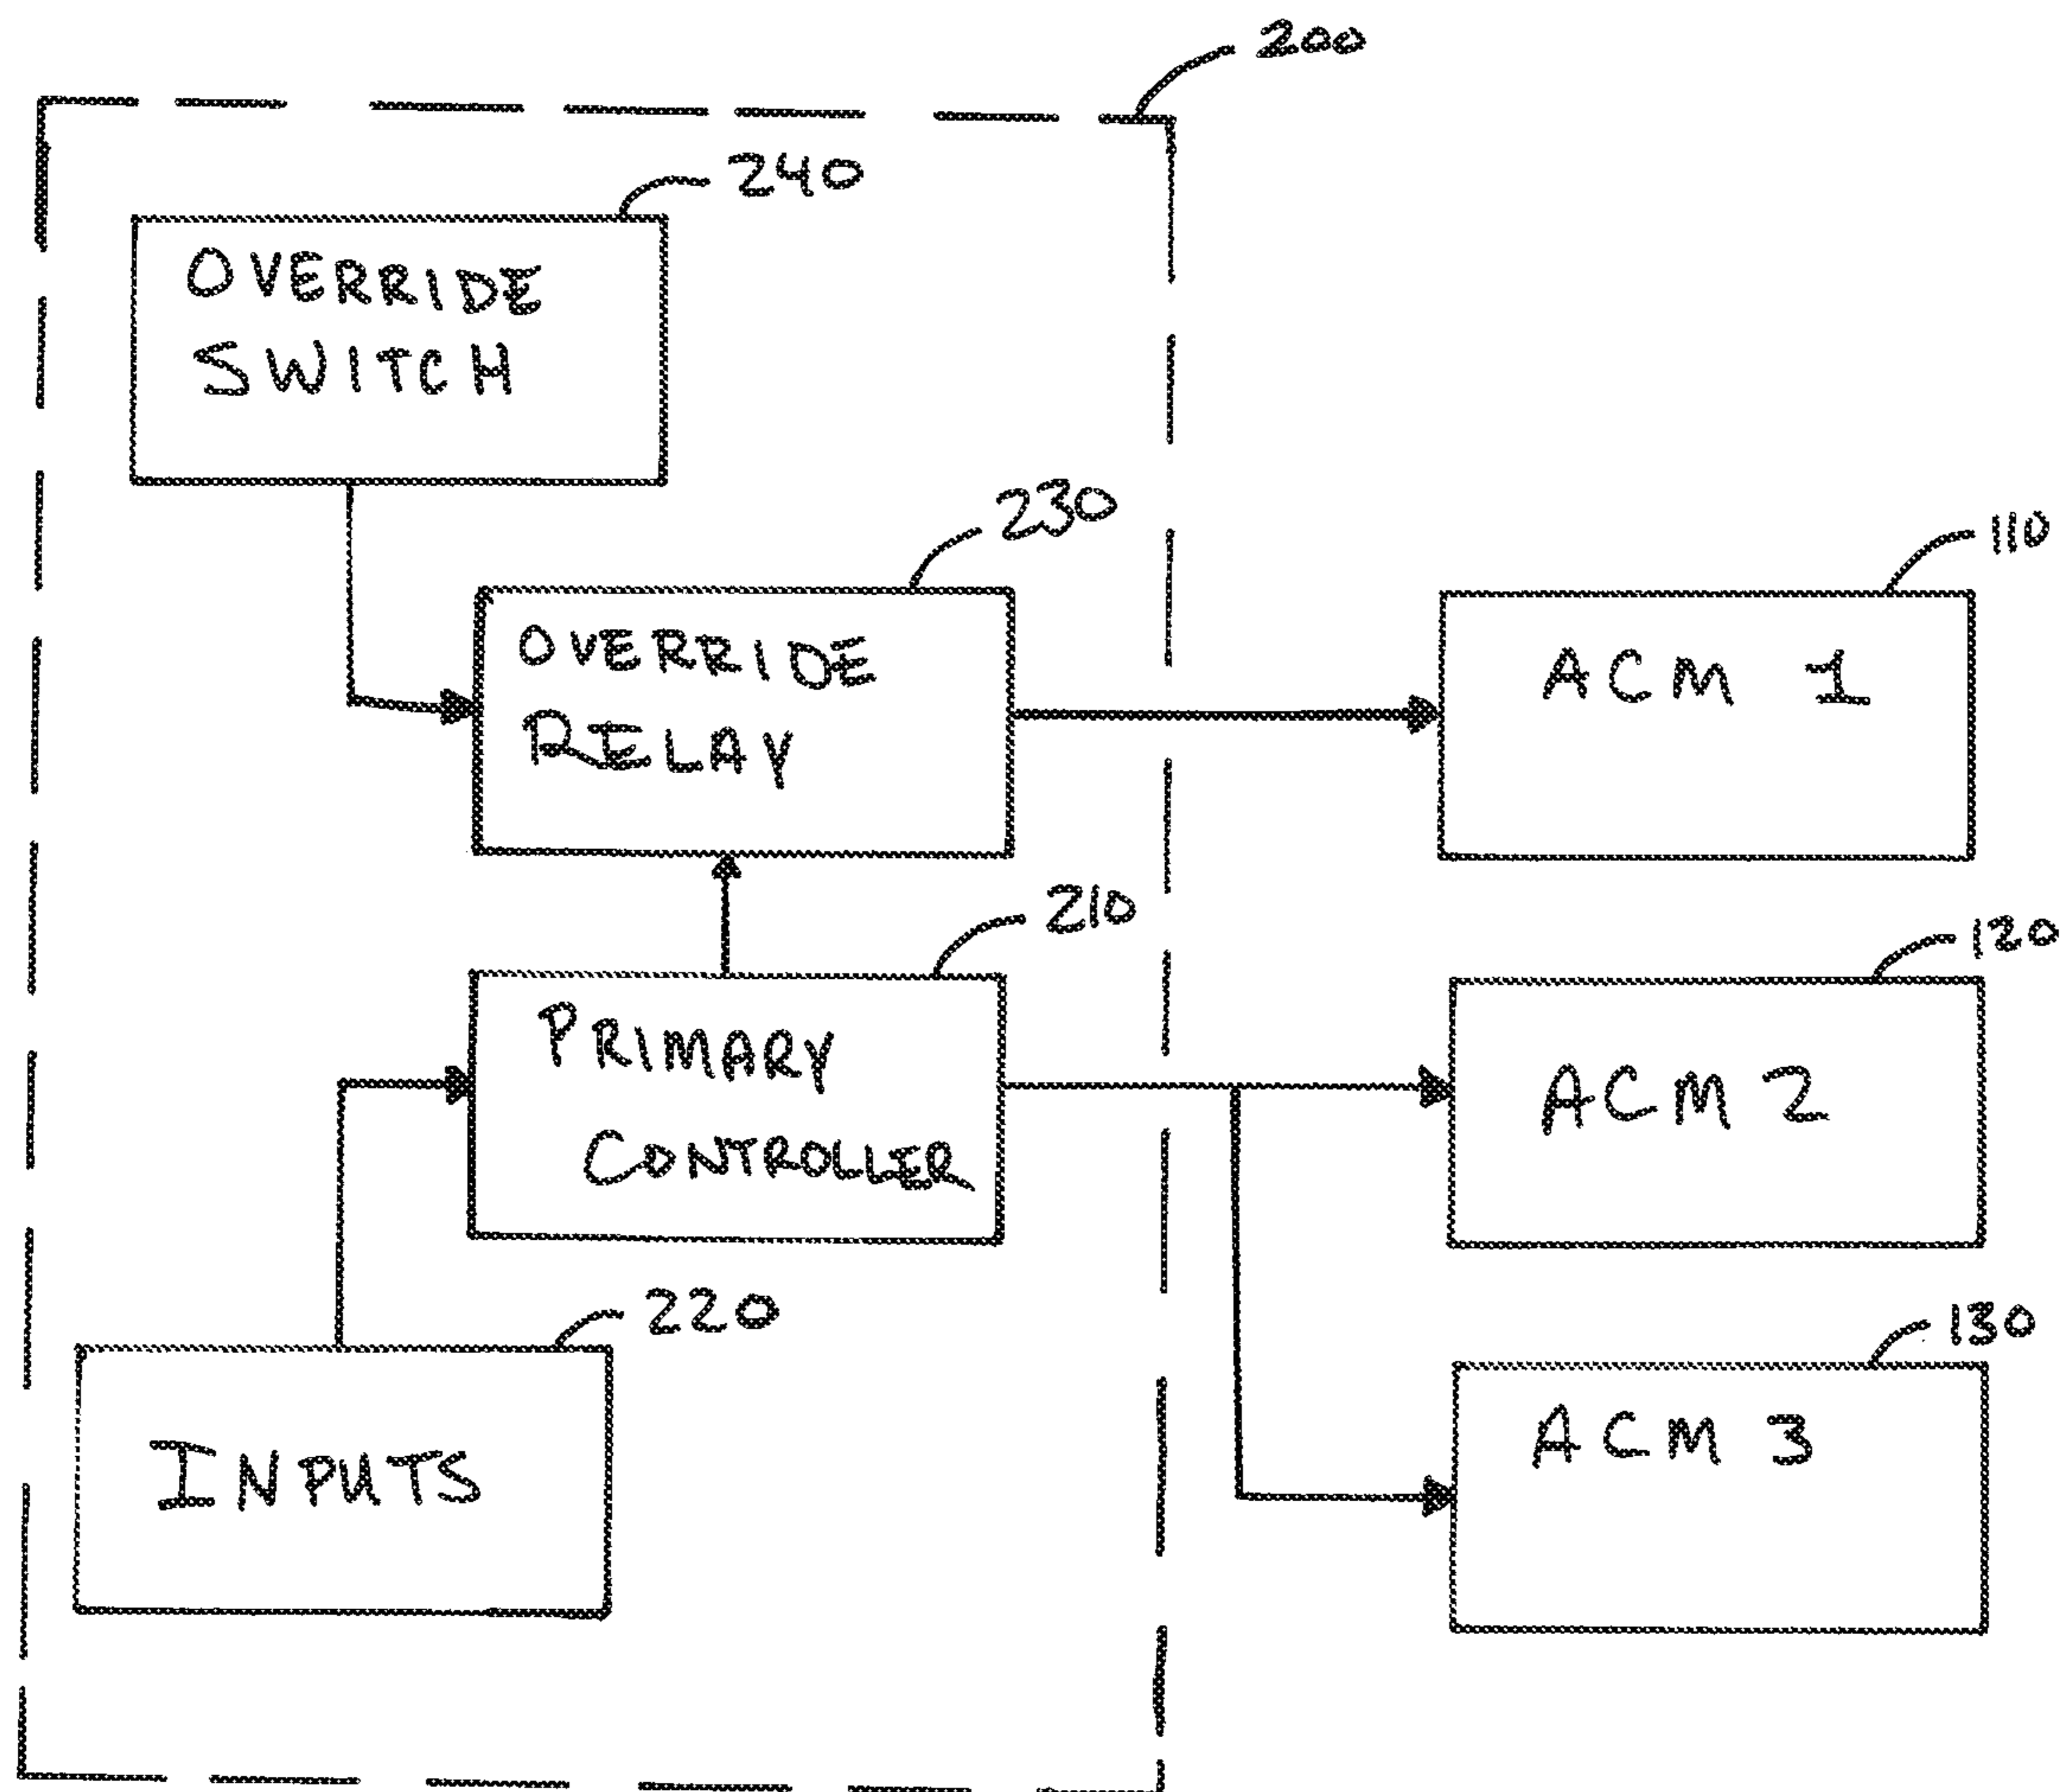 200
240
OVERRIDE
SWITCH
230
OVERRIDE
RELAY
110
ACM 1
210
PRIMARY
CONTROLLER
120
ACM 2
220
INPUTS
130
ACM 3